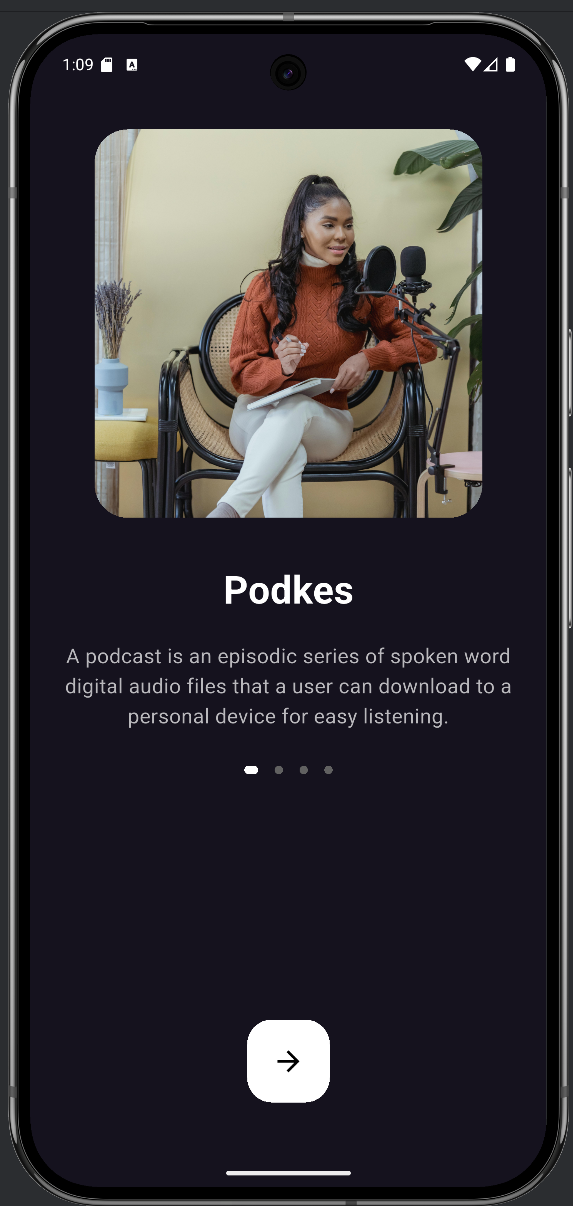 1:09
A
Podkes
A podcast is an episodic series of spoken word
digital audio files that a user can download to a
personal device for easy listening.